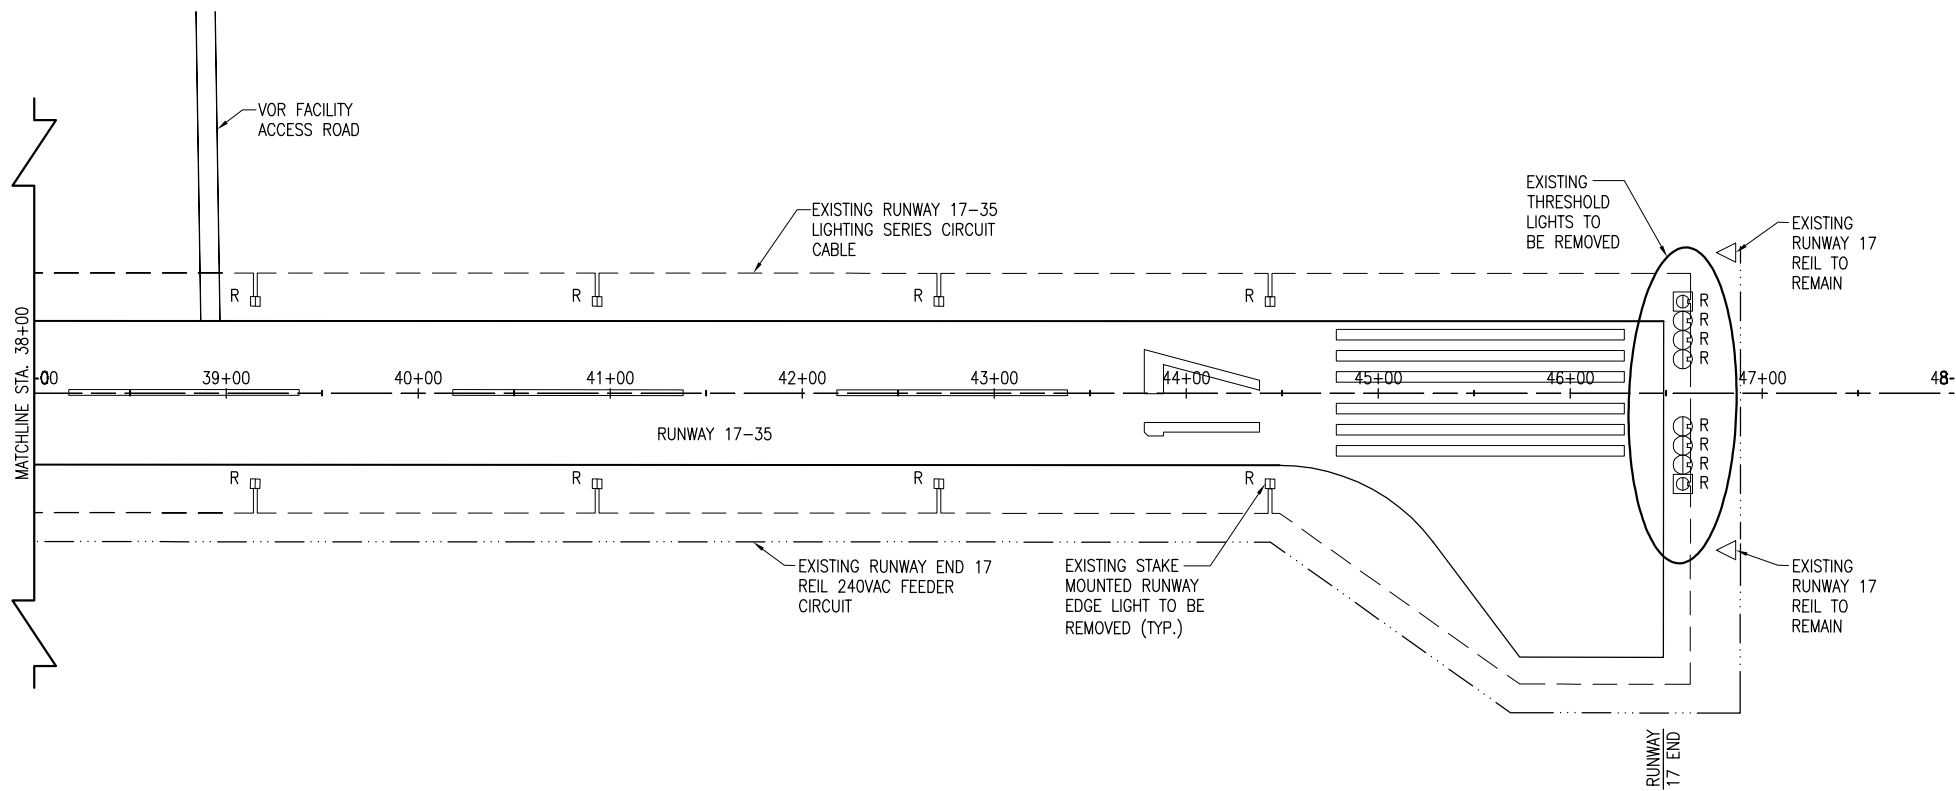 VOR FACILITY
ACCESS ROAD
EXISTING RUNWAY 17-35
LIGHTING SERIES CIRCUIT
CABLE
EXISTING
THRESHOLD
LIGHTS TO
BE REMOVED
EXISTING
RUNWAY 17
REIL TO
REMAIN
R
R
R
R
R
R
R
R
MATCHLINE STA. 38+00
39+00
40+00
41+00
42+00
43+00
44+00
45+00
46+00
47+00
RUNWAY 17-35
R
R
R
R
R
R
R
R
EXISTING RUNWAY END 17
REIL 240VAC FEEDER
CIRCUIT
EXISTING STAKE
MOUNTED RUNWAY
EDGE LIGHT TO BE
REMOVED (TYP.)
EXISTING
RUNWAY 17
REIL TO
REMAIN
RUNWAY
17 END